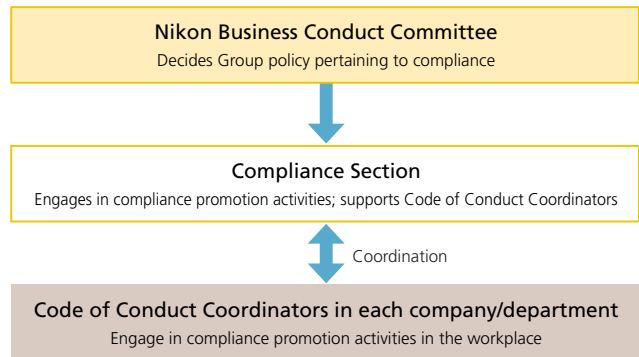 Nikon Business Conduct Committee
Decides Group policy pertaining to compliance
Compliance Section
Engages in compliance promotion activities; supports Code of Conduct Coordinators
Coordination
Code of Conduct Coordinators in each company/department
Engage in compliance promotion activities in the workplace